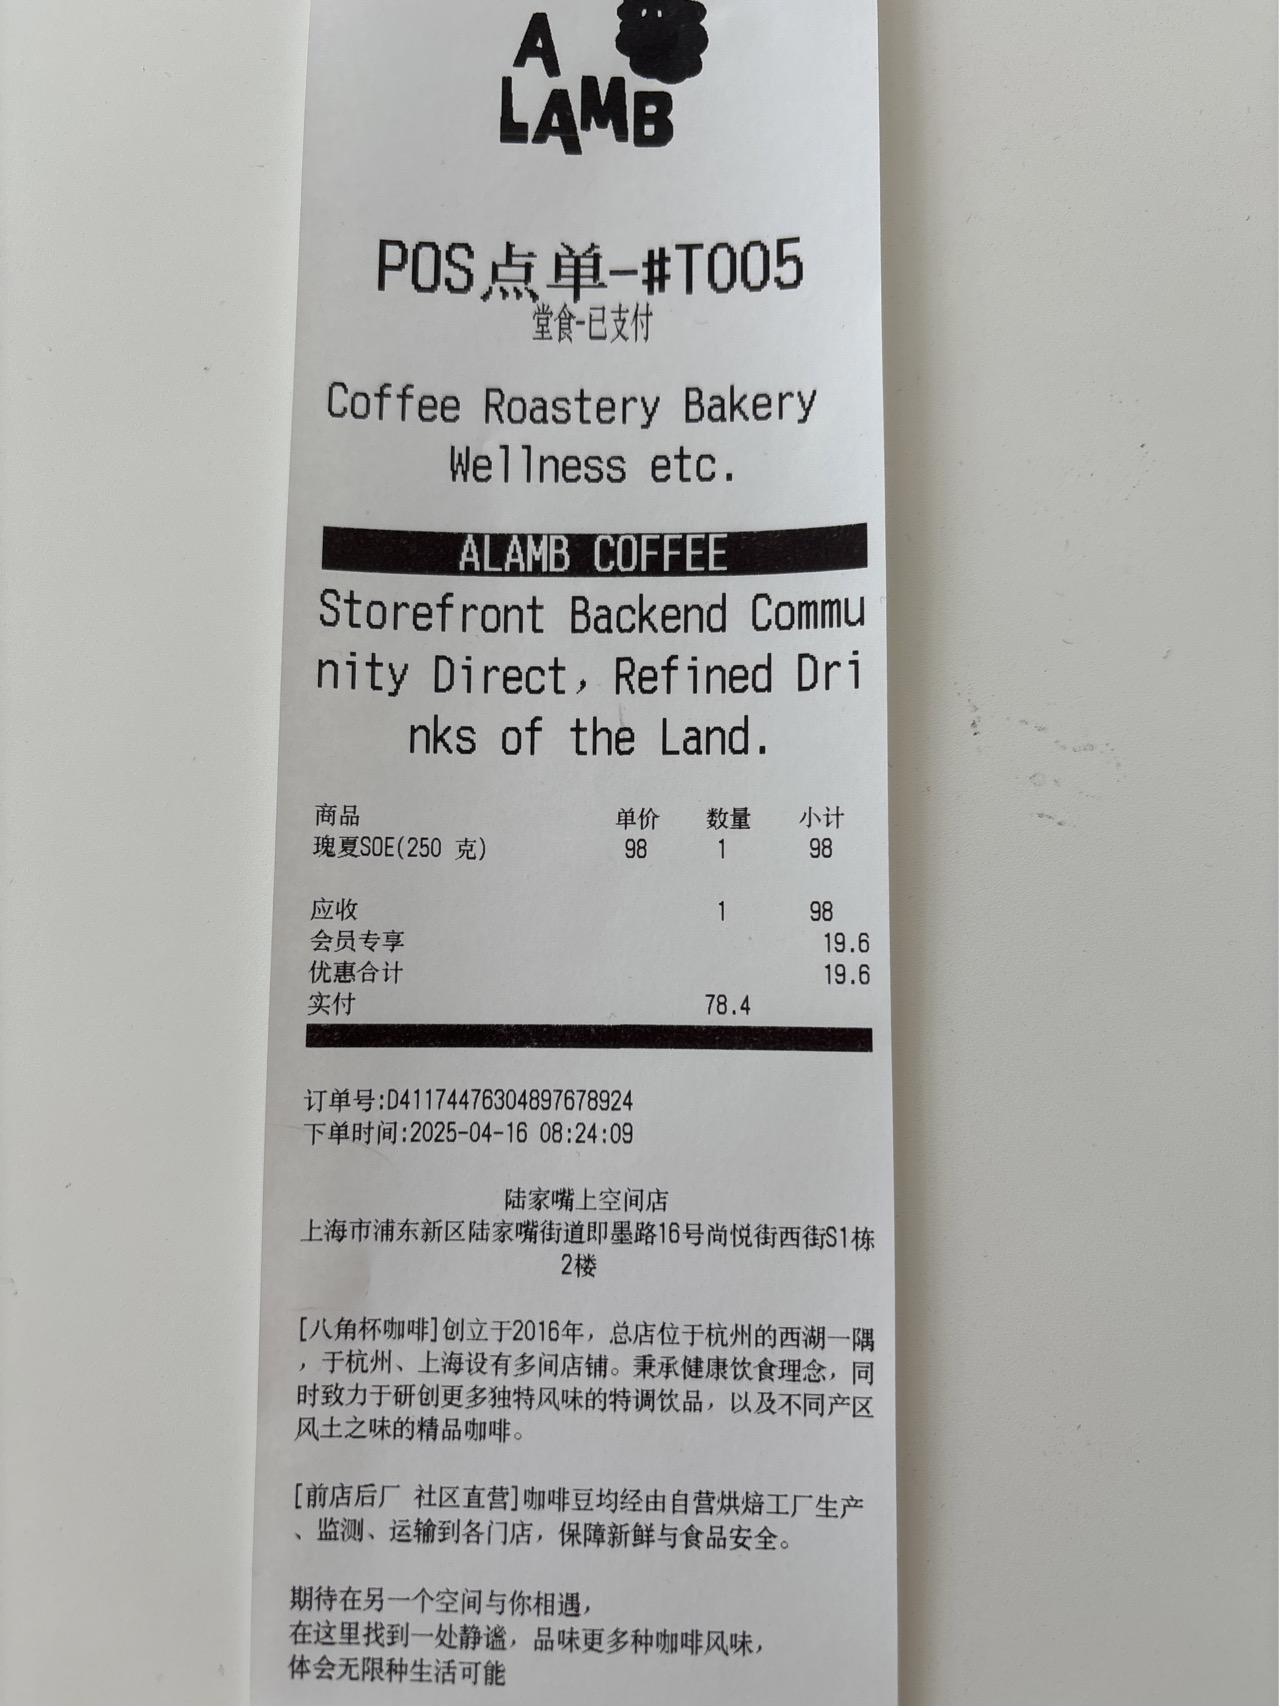 A
LAMB
POS点单-#T005
堂食-已支付
Coffee Roastery Bakery
Wellness etc.
ALAMB COFFEE
Storefront Backend Commu
nity Direct, Refined Dri
nks of the Land.
商品 单价 数量 小计
瑰夏SOE(250 克) 98 1 98
应收 1 98
会员专享 19.6
优惠合计 19.6
实付 78.4
订单号:D41174476304897678924
下单时间:2025-04-16 08:24:09
陆家嘴上空间店
上海市浦东新区陆家嘴街道即墨路16号尚悦街西街S1栋
2楼
[八角杯咖啡]创立于2016年，总店位于杭州的西湖一隅
，于杭州、上海设有多间店铺。秉承健康饮食理念，同
时致力于研创更多独特风味的特调饮品，以及不同产区
风土之味的精品咖啡。
[前店后厂 社区直营]咖啡豆均经由自营烘焙工厂生产
、监测、运输到各门店，保障新鲜与食品安全。
期待在另一个空间与你相遇，
在这里找到一处静谧，品味更多种咖啡风味，
体会无限种生活可能